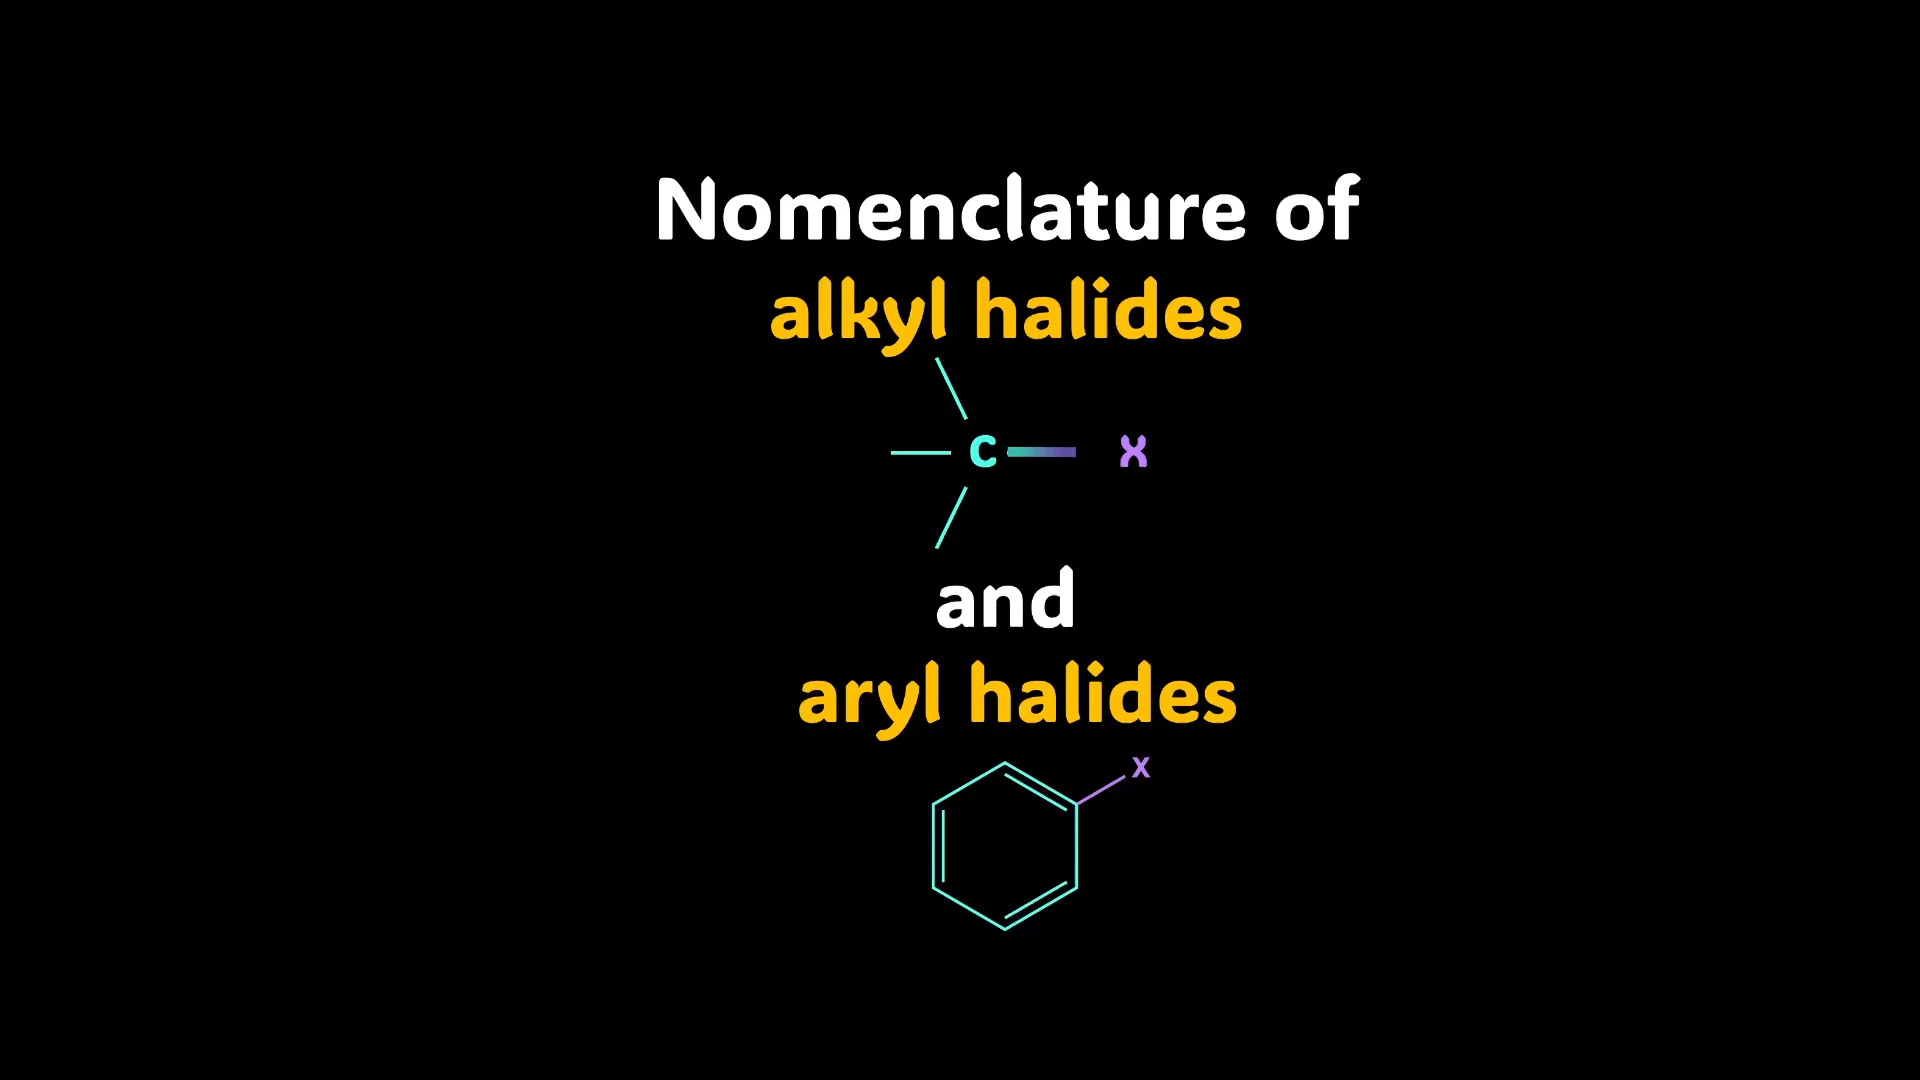 Nomenclature of
alkyl halides
C X
and
aryl halides
X